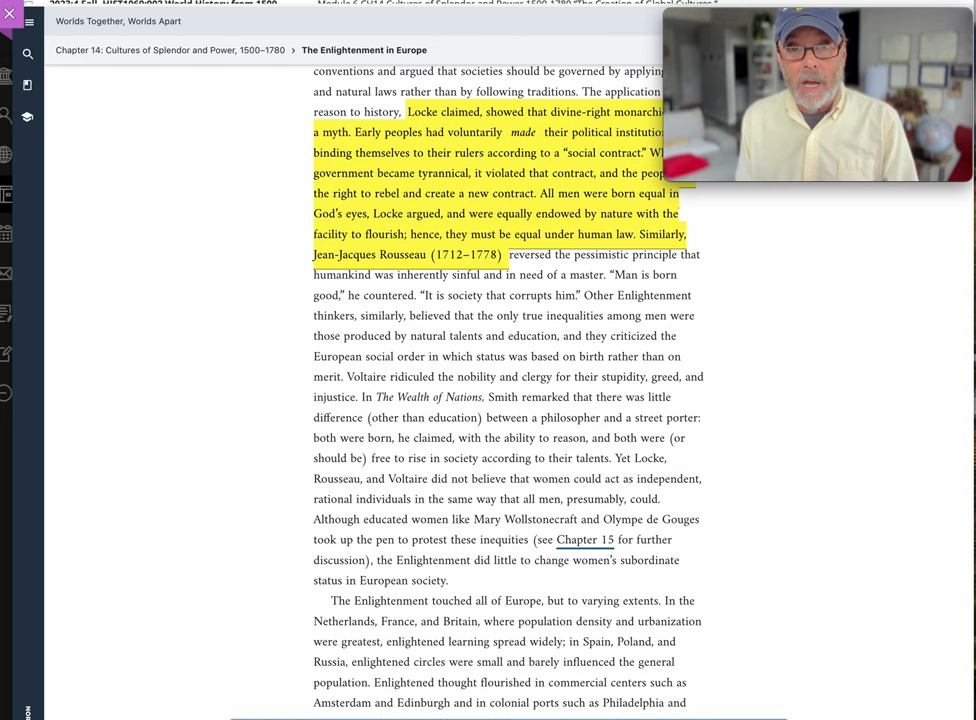 Worlds Together, Worlds Apart
Chapter 14: Cultures of Splendor and Power, 1500–1780 > The Enlightenment in Europe
conventions and argued that societies should be governed by applying
and natural laws rather than by following traditions. The application
reason to history, Locke claimed, showed that divine-right
a myth. Early peoples had voluntarily made their political
binding themselves to their rulers according to a “social contract.”
government became tyrannical, it violated that contract, and the
the right to rebel and create a new contract. All men were born equal in
God’s eyes, Locke argued, and were equally endowed by nature with the
facility to flourish; hence, they must be equal under human law. Similarly,
Jean-Jacques Rousseau (1712–1778) reversed the pessimistic principle that
humankind was inherently sinful and in need of a master. “Man is born
good,” he countered. “It is society that corrupts him.” Other Enlightenment
thinkers, similarly, believed that the only true inequalities among men were
those produced by natural talents and education, and they criticized the
European social order in which status was based on birth rather than on
merit. Voltaire ridiculed the nobility and clergy for their stupidity, greed, and
injustice. In The Wealth of Nations, Smith remarked that there was little
difference (other than education) between a philosopher and a street porter:
both were born, he claimed, with the ability to reason, and both were (or
should be) free to rise in society according to their talents. Yet Locke,
Rousseau, and Voltaire did not believe that women could act as independent,
rational individuals in the same way that all men, presumably, could.
Although educated women like Mary Wollstonecraft and Olympe de Gouges
took up the pen to protest these inequities (see Chapter 15 for further
discussion), the Enlightenment did little to change women’s subordinate
status in European society.
The Enlightenment touched all of Europe, but to varying extents. In the
Netherlands, France, and Britain, where population density and urbanization
were greatest, enlightened learning spread widely; in Spain, Poland, and
Russia, enlightened circles were small and barely influenced the general
population. Enlightened thought flourished in commercial centers such as
Amsterdam and Edinburgh and in colonial ports such as Philadelphia and